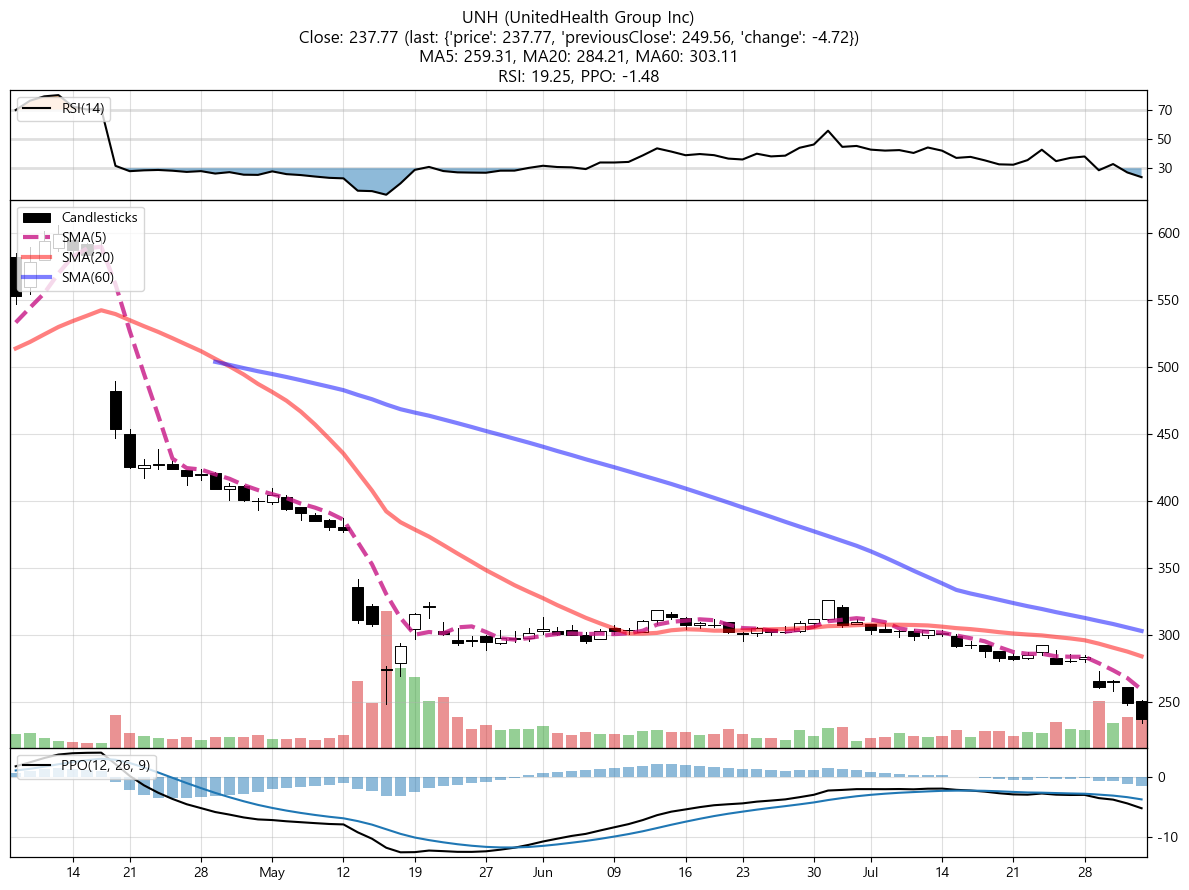 UNH (UnitedHealth Group Inc)
Close: 237.77 (last: {'price': 237.77, 'previousClose': 249.56, 'change': -4.72})
MA5: 259.31, MA20: 284.21, MA60: 303.11
RSI: 19.25, PPO: -1.48
RSI(14)
70
50
30
Candlesticks
SMA(5)
SMA(20)
SMA(60)
600
550
500
450
400
350
300
250
PPO(12, 26, 9)
0
-10
14 21 28 May 12 19 27 Jun 09 16 23 30 Jul 14 21 28